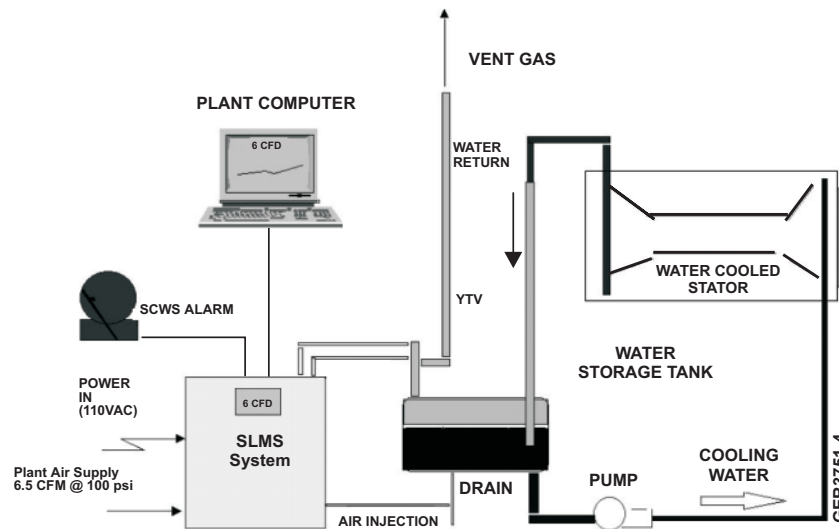 VENT GAS
PLANT COMPUTER
6 CFD
WATER
RETURN
WATER COOLED
STATOR
SCWS ALARM
YTV
WATER
STORAGE TANK
POWER
IN
(110VAC)
6 CFD
SLMS
System
Plant Air Supply
6.5 CFM @ 100 psi
AIR INJECTION
DRAIN
PUMP
COOLING
WATER